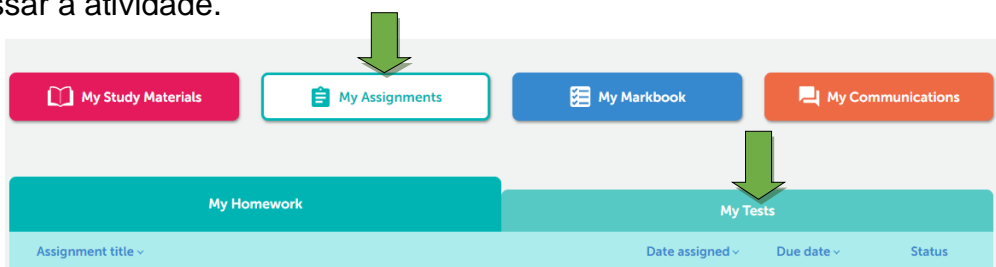 a atividade.
My Study Materials My Assignments My Markbook My Communications
My Homework My Tests
Assignment title Date assigned Due date Status